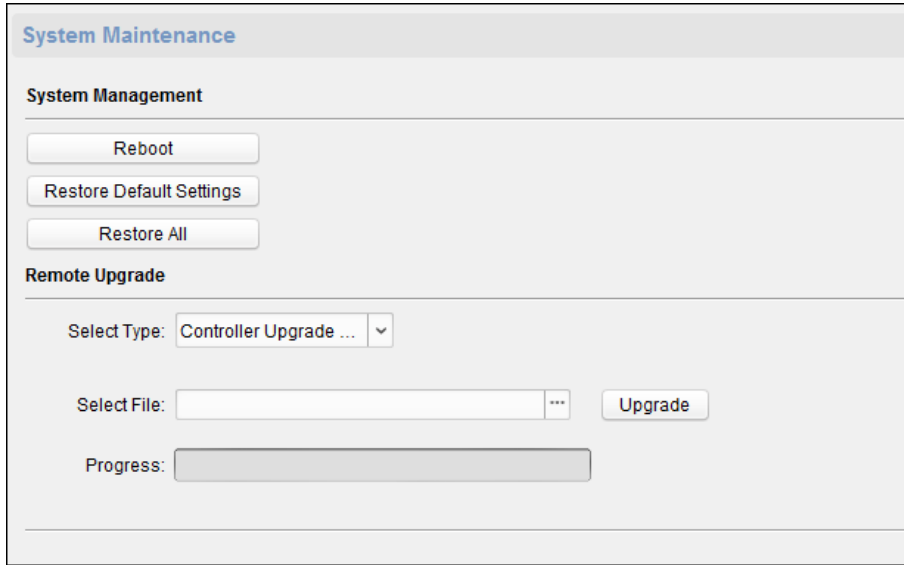 System Maintenance
System Management
Reboot
Restore Default Settings
Restore All
Remote Upgrade
Select Type: Controller Upgrade ...
Select File: ... Upgrade
Progress: